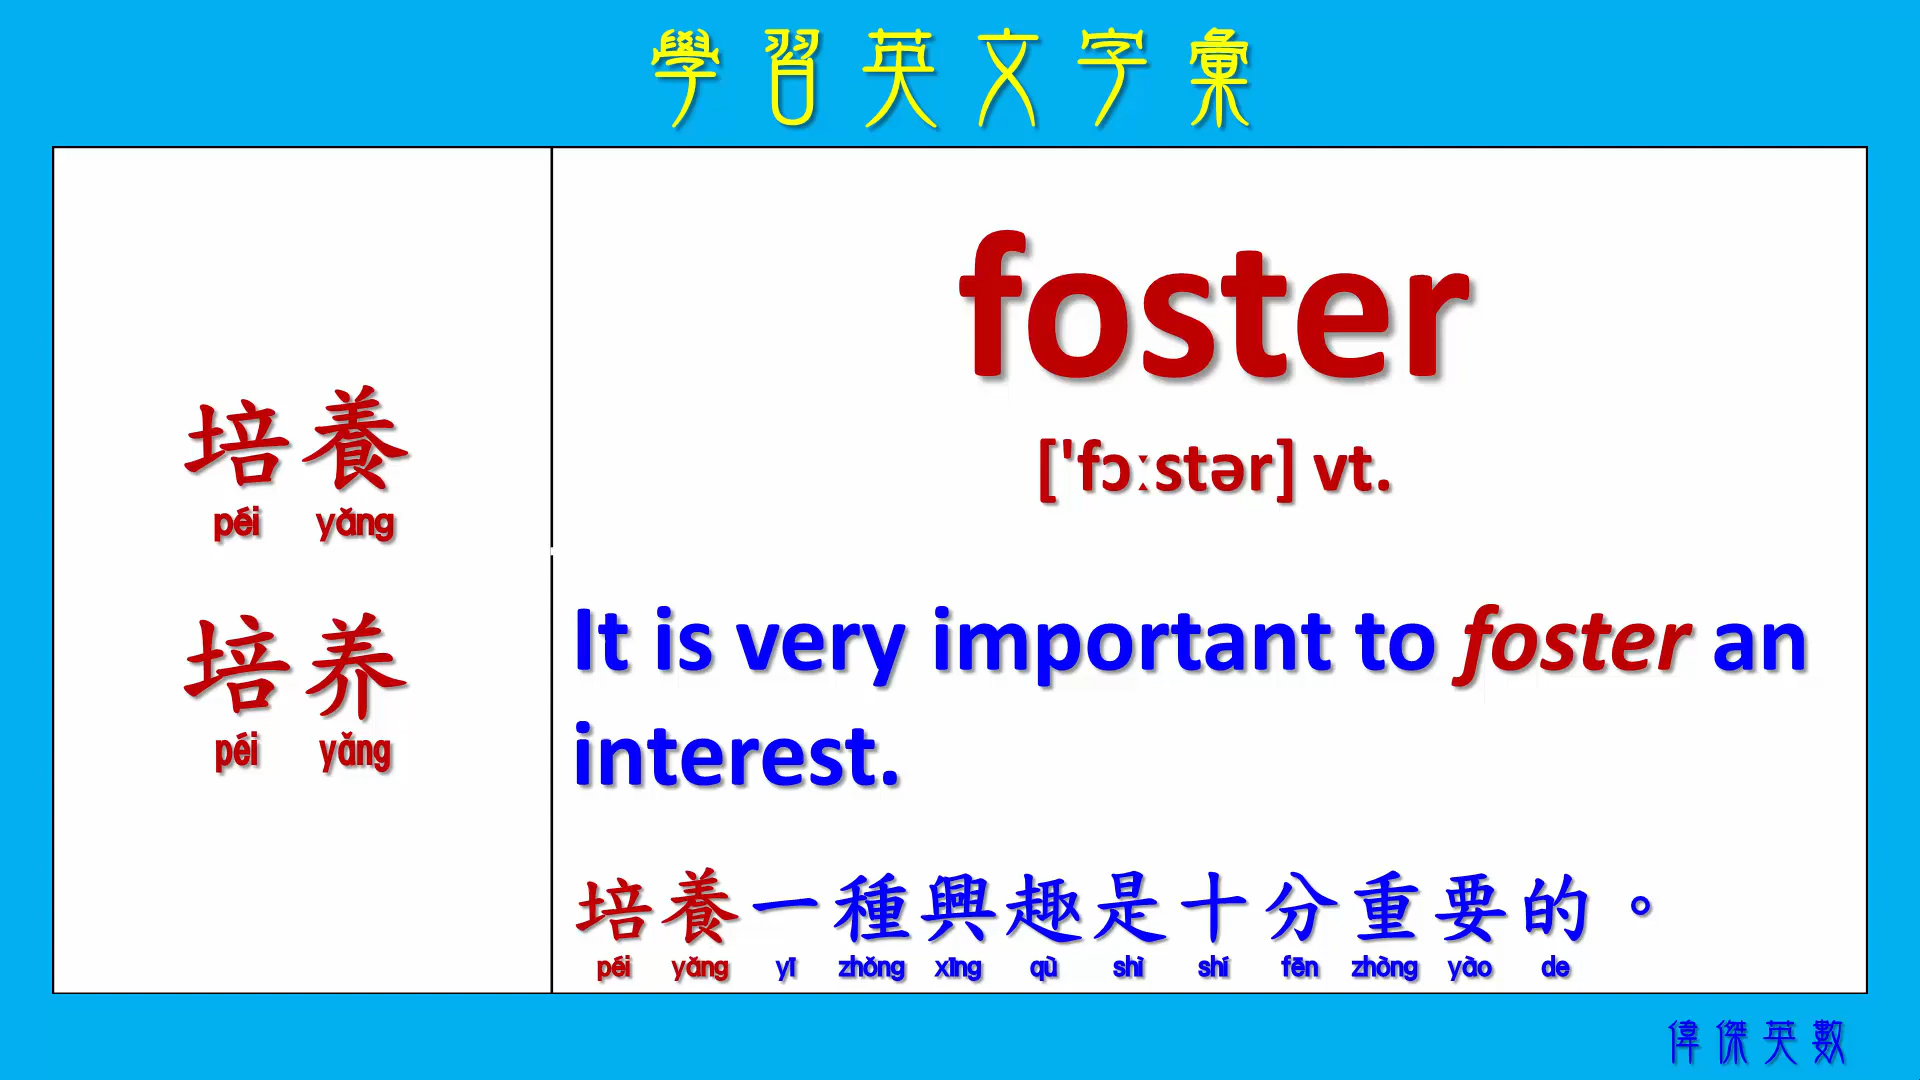 學習英文字彙
培養
péi yǎng
培养
péi yǎng
foster
['fɔːstər] vt.
It is very important to foster an
interest.
培養一種興趣是十分重要的。
péi yǎng yī zhǒng xīng qù shì shí fēn zhòng yào de
偉傑英數